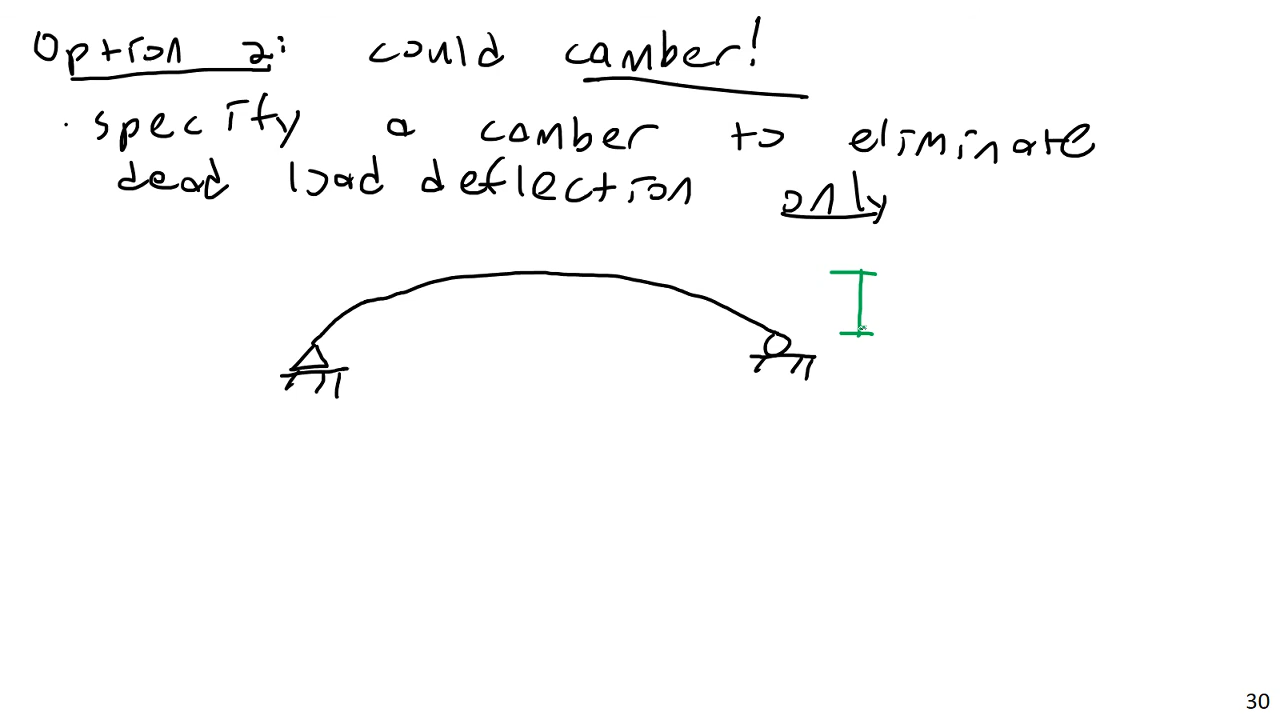 Option 2: could camber!
· specify a camber to eliminate
dead load deflection only
30